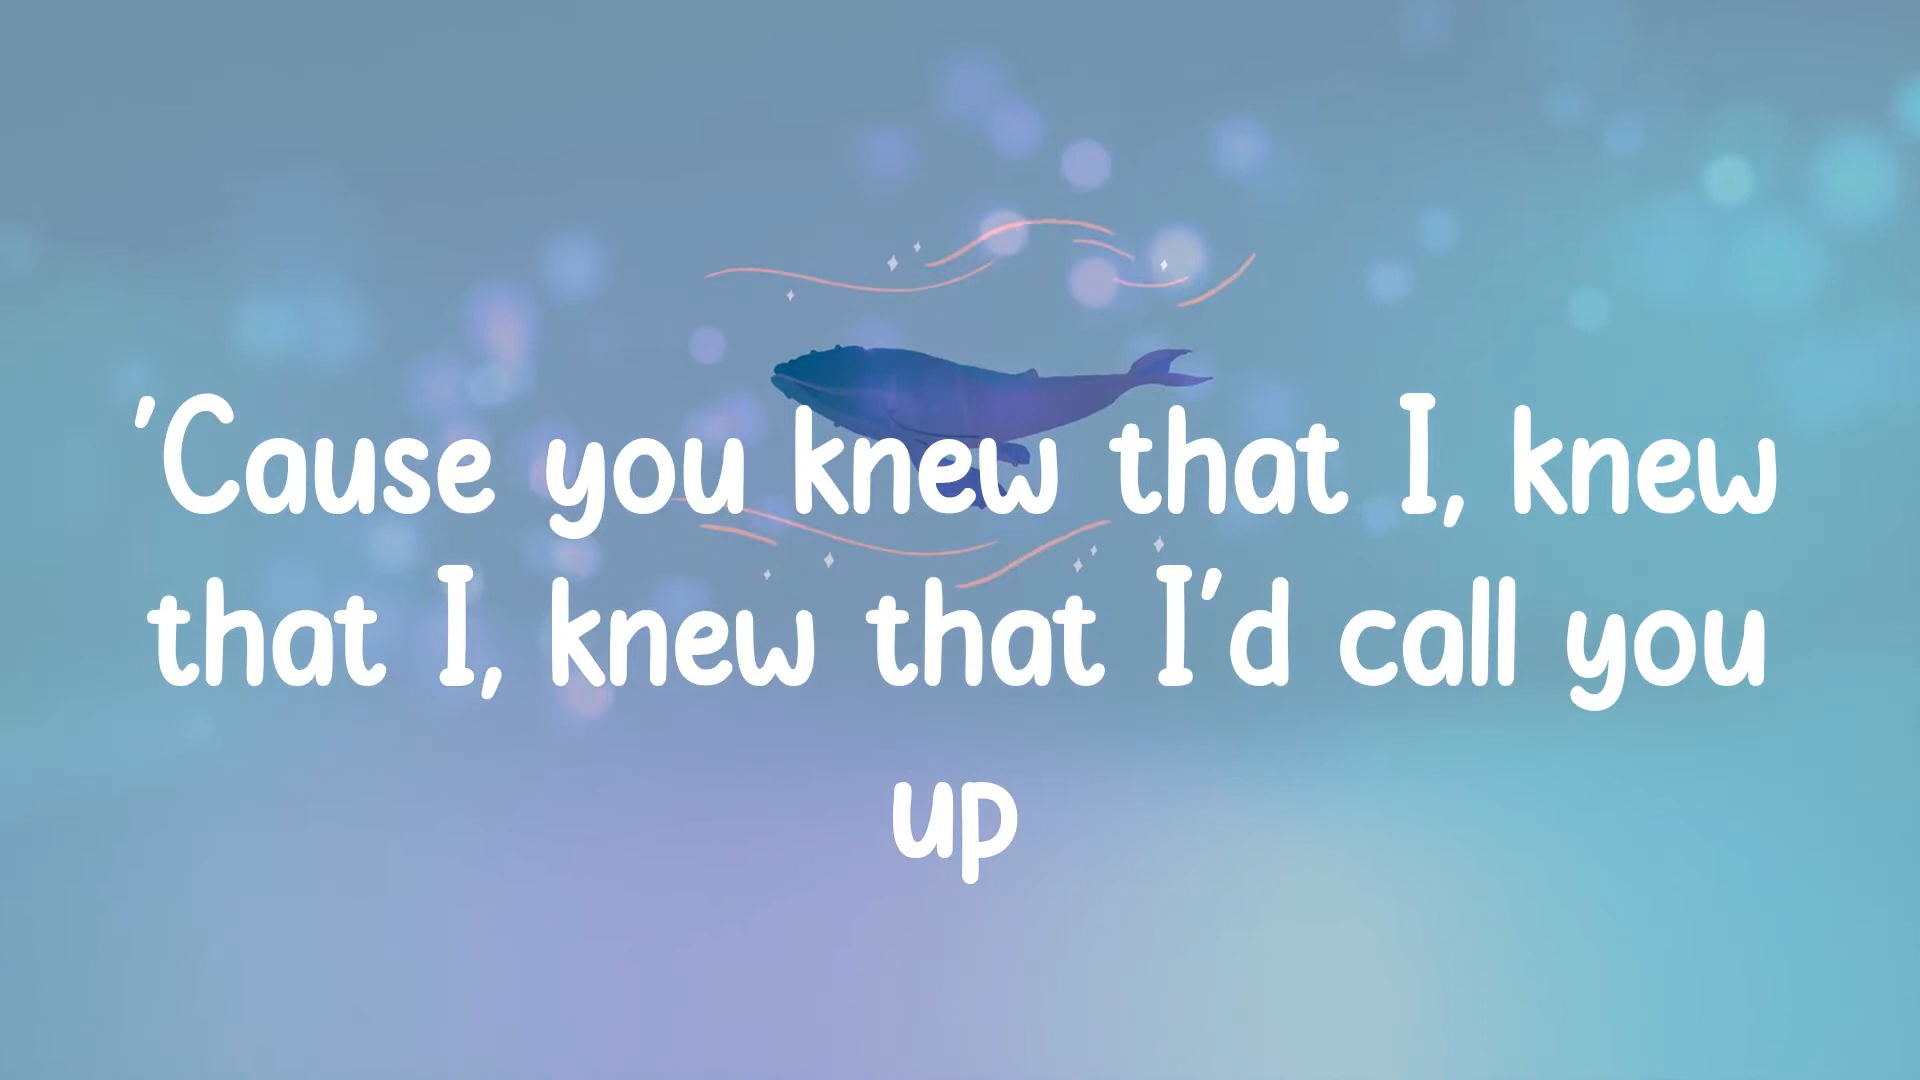 'Cause you knew that I, knew
that I, knew that I'd call you
up